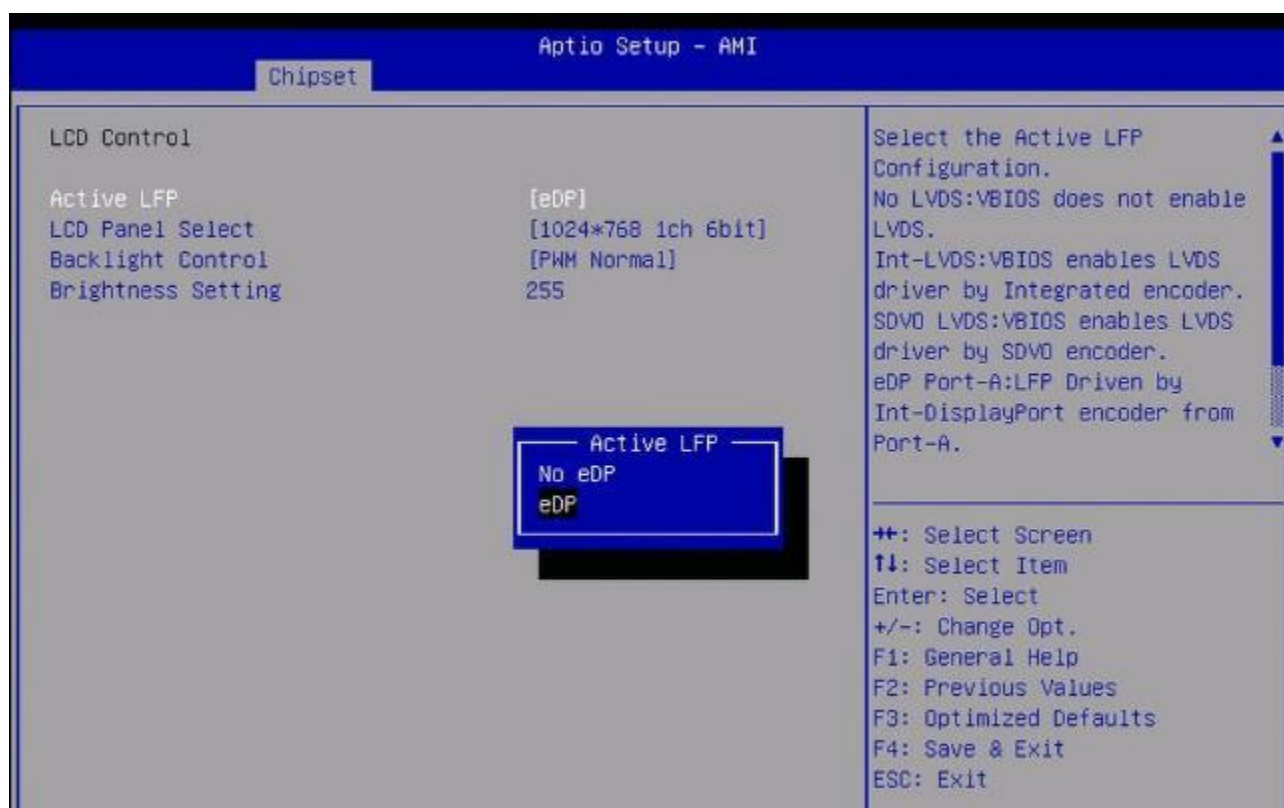 Aptio Setup - AMI
Chipset
LCD Control
Active LFP [eDP]
LCD Panel Select [1024*768 1ch 6bit]
Backlight Control [PWM Normal]
Brightness Setting 255
Active LFP
No eDP
eDP
Select the Active LFP
Configuration.
No LVDS:VBIOS does not enable
LVDS.
Int-LVDS:VBIOS enables LVDS
driver by Integrated encoder.
SDVO LVDS:VBIOS enables LVDS
driver by SDVO encoder.
eDP Port-A:LFP Driven by
Int-DisplayPort encoder from
Port-A.
→←: Select Screen
↑↓: Select Item
Enter: Select
+/-: Change Opt.
F1: General Help
F2: Previous Values
F3: Optimized Defaults
F4: Save & Exit
ESC: Exit